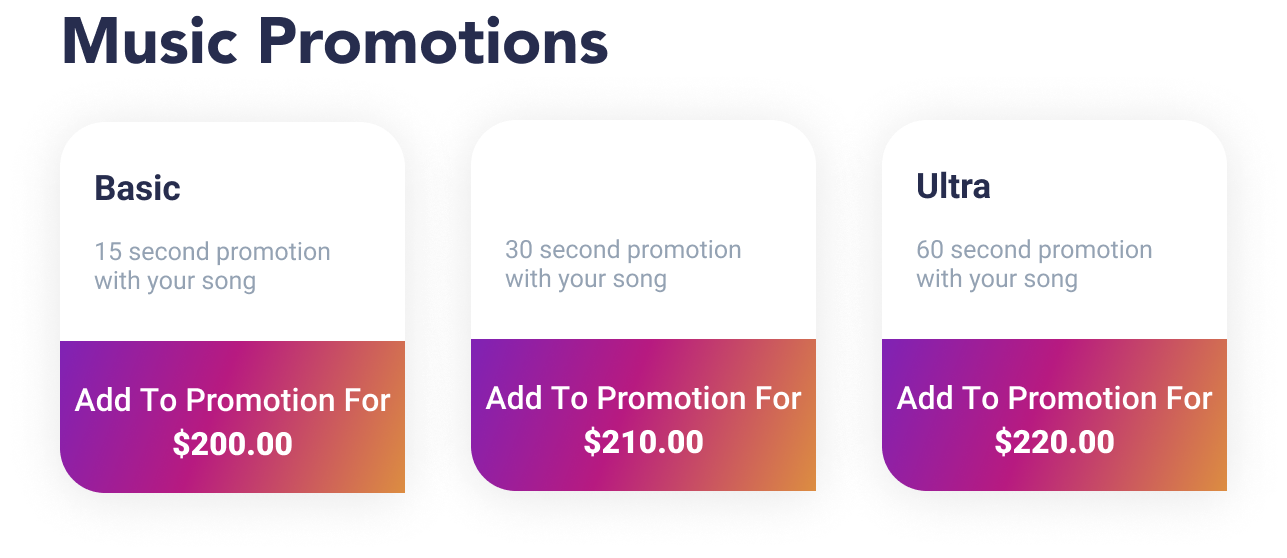 Music Promotions
Basic
15 second promotion
with your song
Add To Promotion For
$200.00
30 second promotion
with your song
Add To Promotion For
$210.00
Ultra
60 second promotion
with your song
Add To Promotion For
$220.00